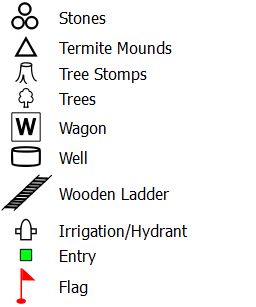 Stones
Termite Mounds
Tree Stomps
Trees
W Wagon
Well
Wooden Ladder
Irrigation/Hydrant
Entry
Flag